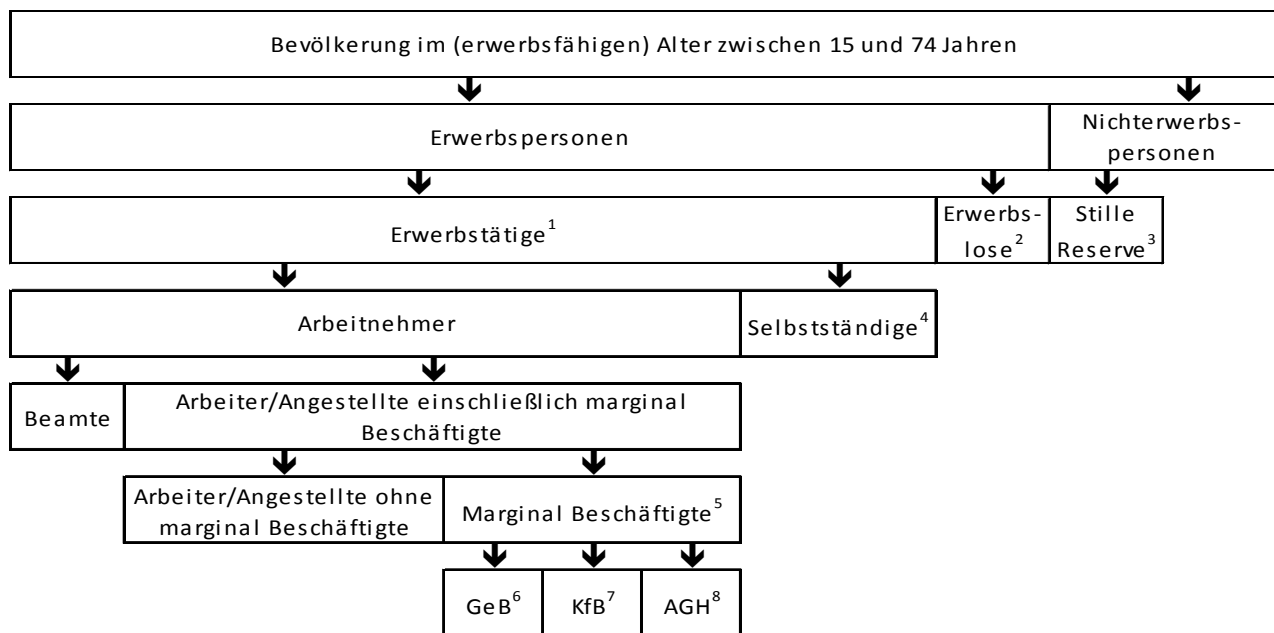 Bevölkerung im (erwerbsfähigen) Alter zwischen 15 und 74 Jahren
Erwerbspersonen
Nichterwerbs-
personen
Erwerbstätige¹
Erwerbs-
lose²
Stille
Reserve³
Arbeitnehmer
Selbstständige⁴
Beamte
Arbeiter/Angestellte einschließlich marginal
Beschäftigte
Arbeiter/Angestellte ohne
marginal Beschäftigte
Marginal Beschäftigte⁵
GeB⁶
KfB⁷
AGH⁸